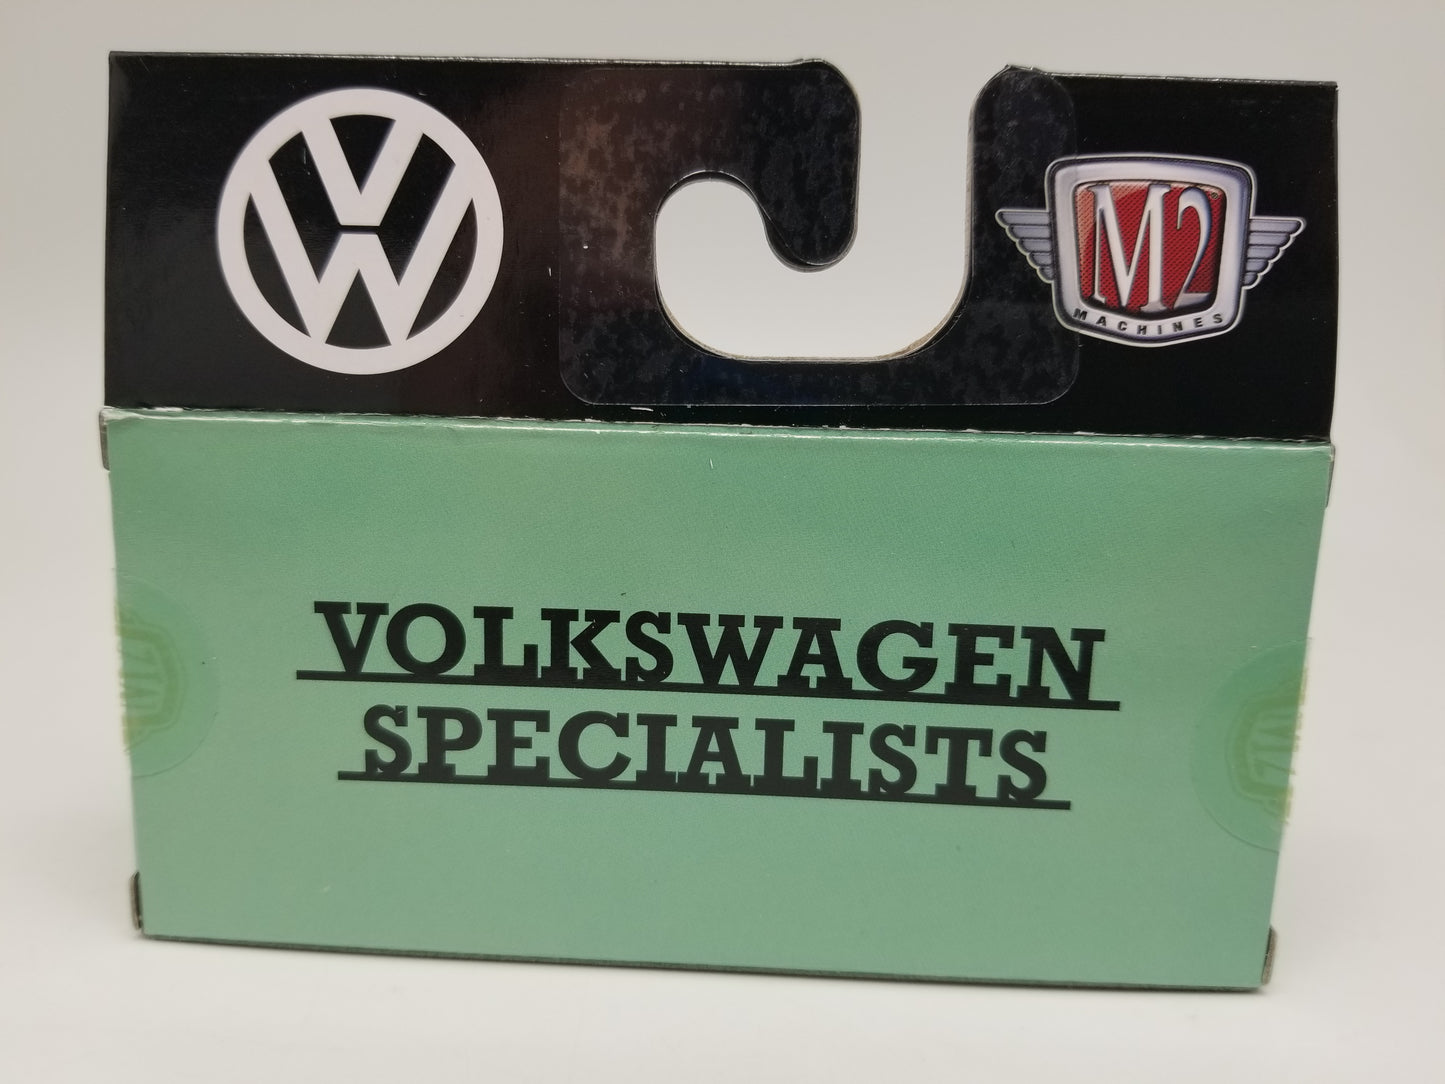 M2
MACHINES
VOLKSWAGEN
SPECIALISTS